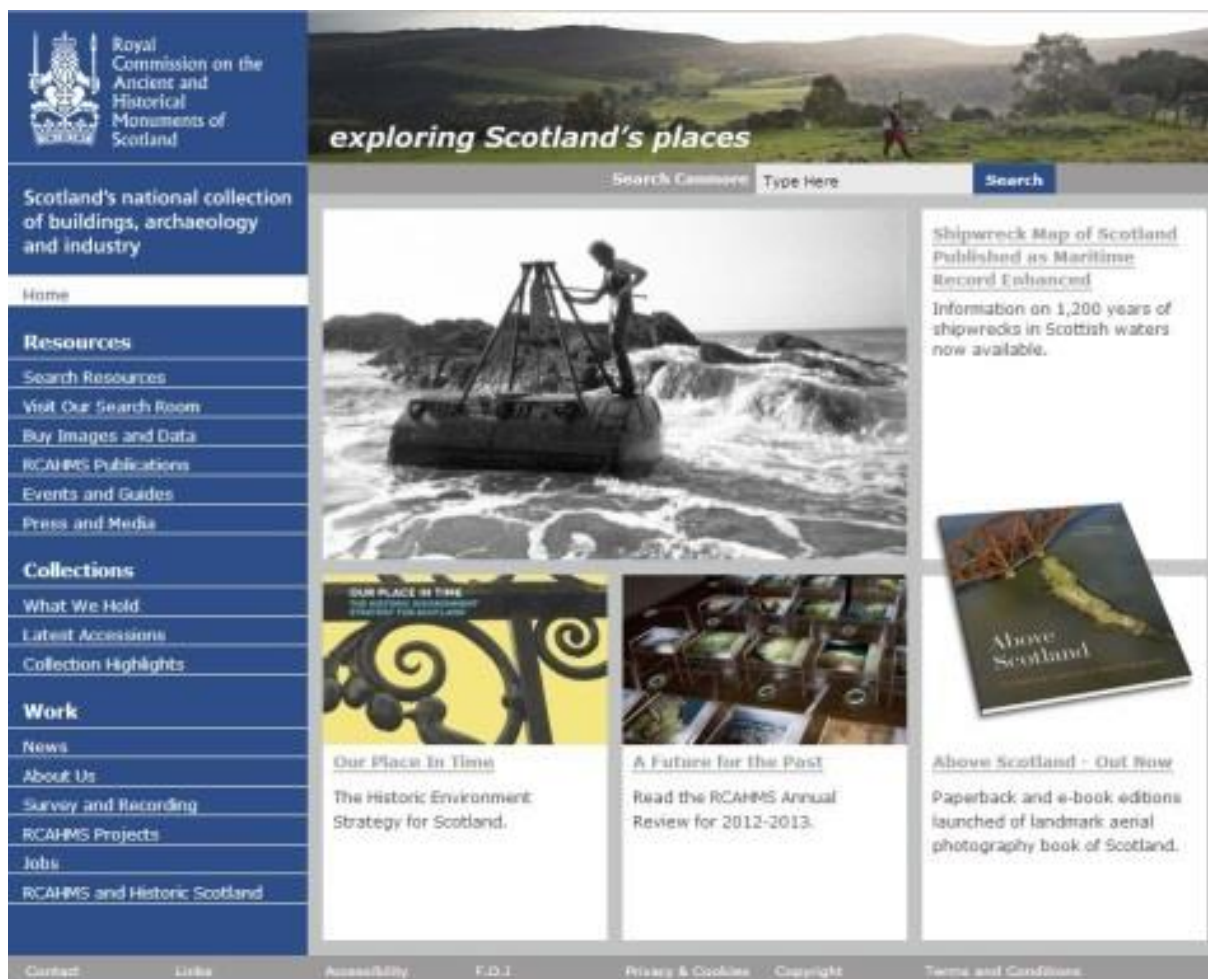 Royal
Commission on the
Ancient and
Historical
Monuments of
Scotland
exploring Scotland's places
Search Canmore
Type Here
Search
Scotland's national collection
of buildings, archaeology
and industry
Home
Resources
Search Resources
Visit Our Search Room
Buy Images and Data
RCAHMS Publications
Events and Guides
Press and Media
Collections
What We Hold
Latest Accessions
Collection Highlights
Work
News
About Us
Survey and Recording
RCAHMS Projects
Jobs
RCAHMS and Historic Scotland
Shipwreck Map of Scotland
Published as Maritime
Record Enhanced
Information on 1,200 years of
shipwrecks in Scottish waters
now available.
OUR PLACE IN TIME
THE HISTORIC ENVIRONMENT
STRATEGY FOR SCOTLAND
Our Place In Time
The Historic Environment
Strategy for Scotland.
A Future for the Past
Read the RCAHMS Annual
Review for 2012-2013.
Above
Scotland
Above Scotland - Out Now
Paperback and e-book editions
launched of landmark aerial
photography book of Scotland.
Contact
Links
Accessibility
F.O.I
Privacy & Cookies
Copyright
Terms and Conditions